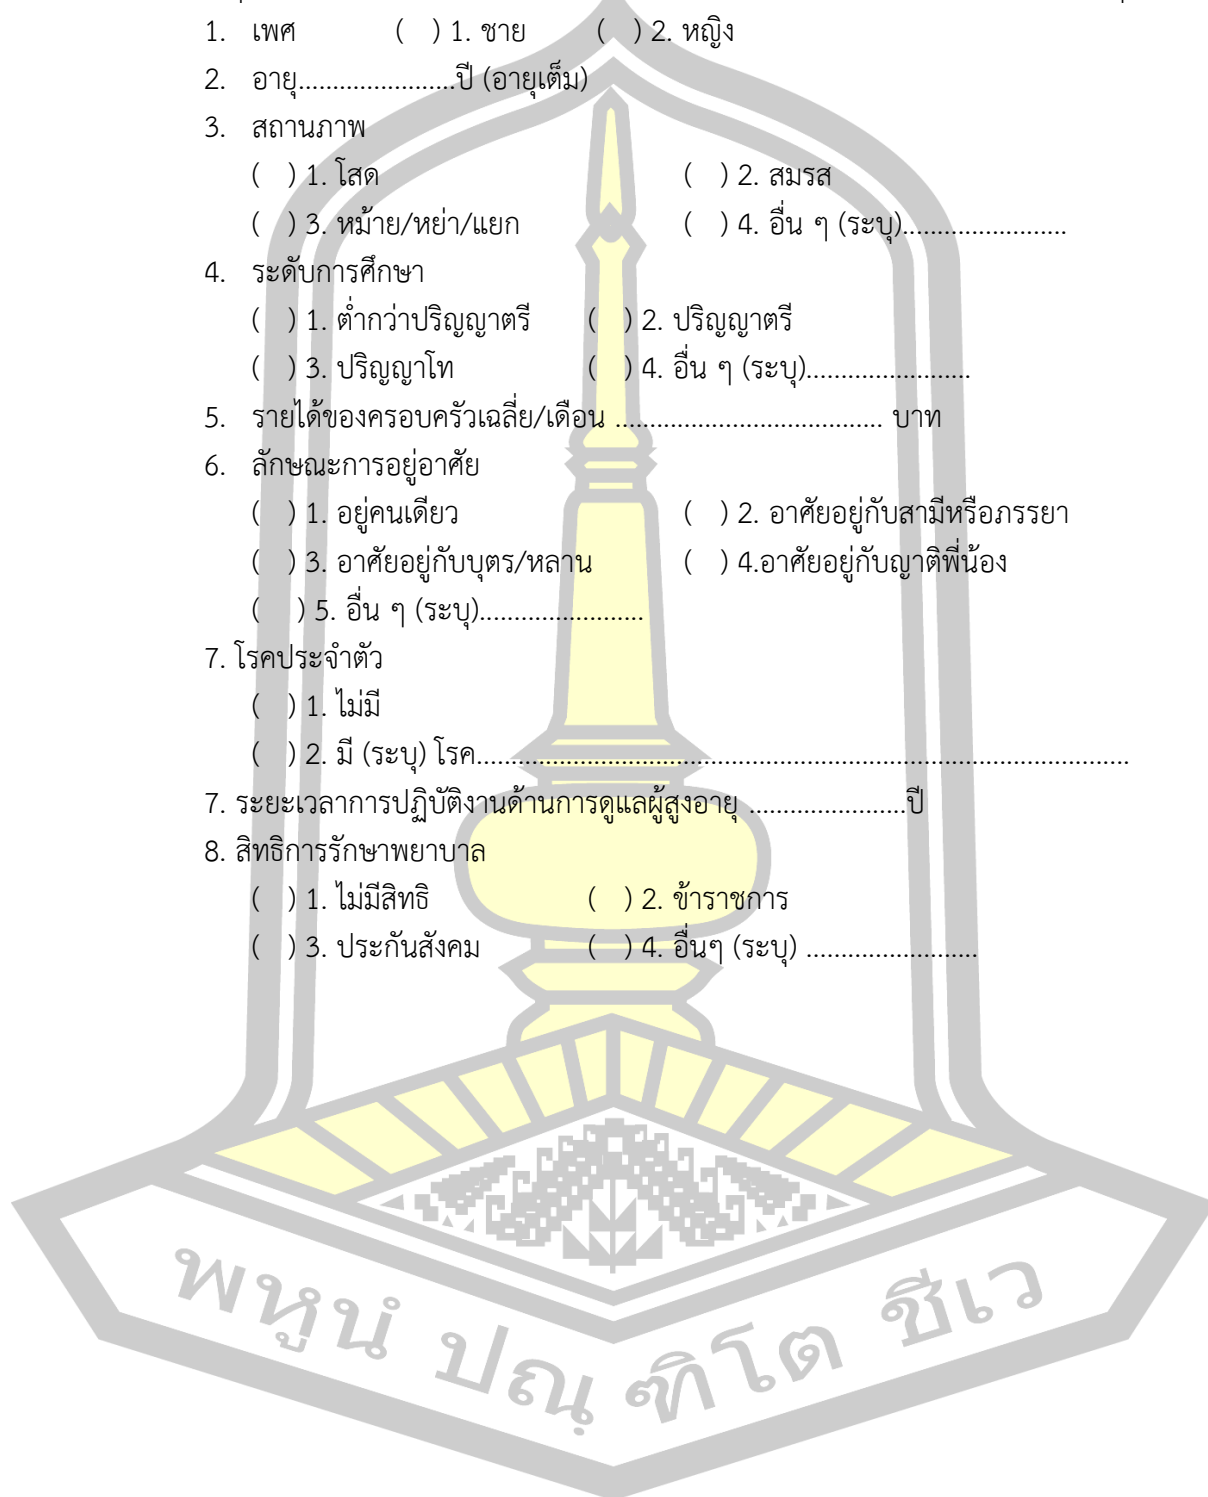 1. เพศ ( ) 1. ชาย ( ) 2. หญิง
2. อายุ.......................ปี (อายุเต็ม)
3. สถานภาพ
( ) 1. โสด ( ) 2. สมรส
( ) 3. หม้าย/หย่า/แยก ( ) 4. อื่น ๆ (ระบุ)........................
4. ระดับการศึกษา
( ) 1. ต่ำกว่าปริญญาตรี ( ) 2. ปริญญาตรี
( ) 3. ปริญญาโท ( ) 4. อื่น ๆ (ระบุ)........................
5. รายได้ของครอบครัวเฉลี่ย/เดือน ....................................... บาท
6. ลักษณะการอยู่อาศัย
( ) 1. อยู่คนเดียว ( ) 2. อาศัยอยู่กับสามีหรือภรรยา
( ) 3. อาศัยอยู่กับบุตร/หลาน ( ) 4.อาศัยอยู่กับญาติพี่น้อง
( ) 5. อื่น ๆ (ระบุ)........................
7. โรคประจำตัว
( ) 1. ไม่มี
( ) 2. มี (ระบุ) โรค...............................................................................................
7. ระยะเวลาการปฏิบัติงานด้านการดูแลผู้สูงอายุ .......................ปี
8. สิทธิการรักษาพยาบาล
( ) 1. ไม่มีสิทธิ ( ) 2. ข้าราชการ
( ) 3. ประกันสังคม ( ) 4. อื่นๆ (ระบุ) .........................
พหูนํ ปณฺฑิโต ชีเว